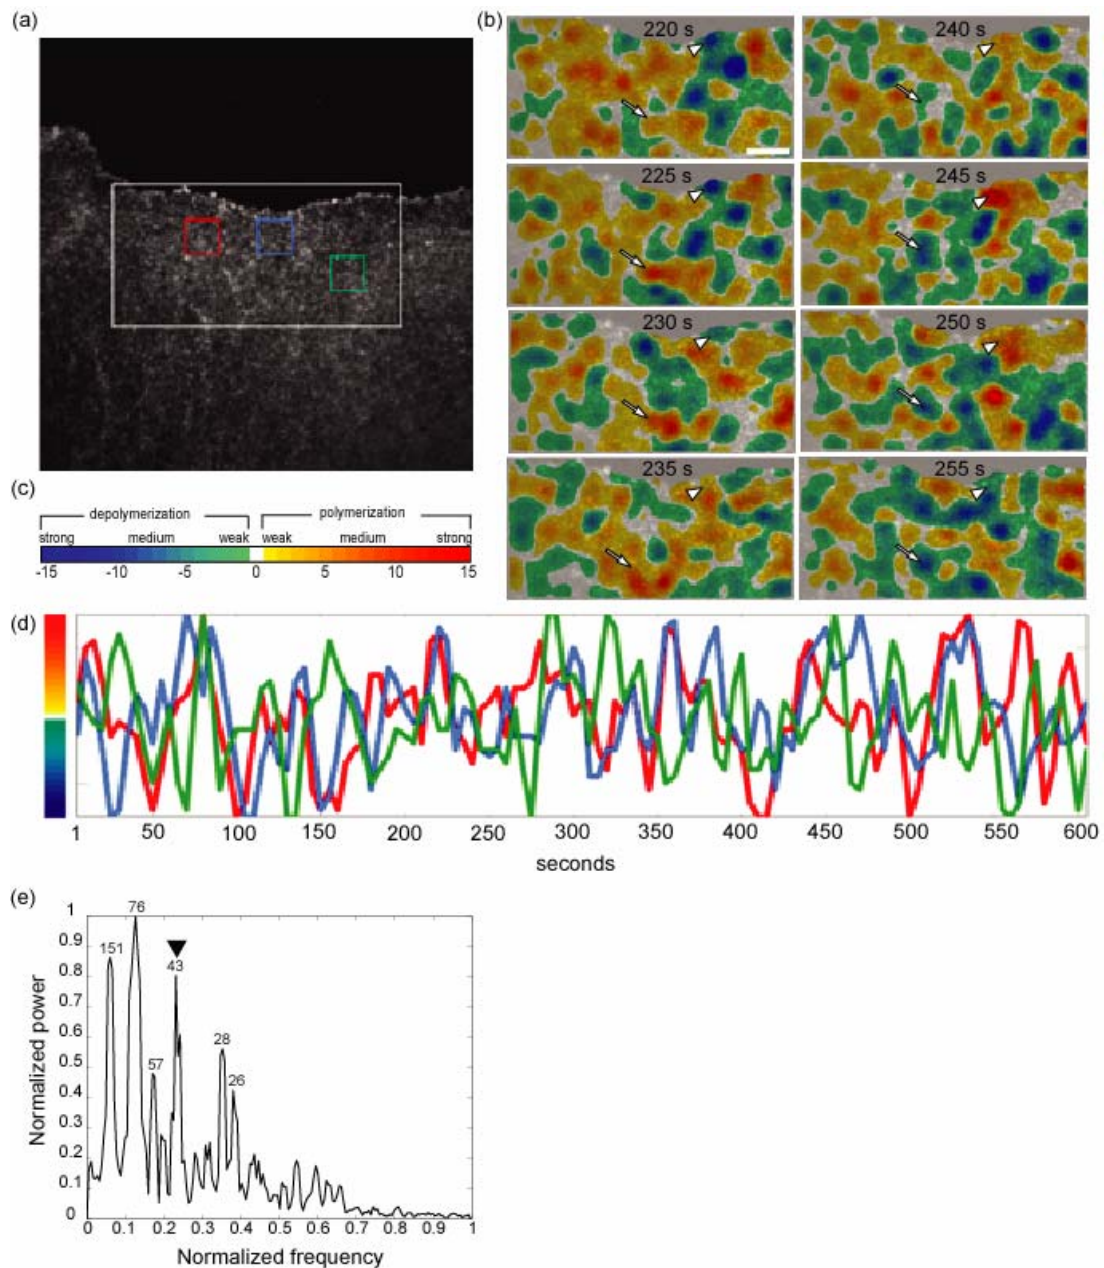 (a)
(b)
220 s
240 s
225 s
245 s
230 s
250 s
235 s
255 s
(c)
depolymerization polymerization
strong medium weak weak medium strong
-15 -10 -5 0 5 10 15
(d)
1 50 100 150 200 250 300 350 400 450 500 550 600
seconds
(e)
Normalized power
1
0.9
0.8
0.7
0.6
0.5
0.4
0.3
0.2
0.1
0
151
76
57
43
28
26
0 0.1 0.2 0.3 0.4 0.5 0.6 0.7 0.8 0.9 1
Normalized frequency